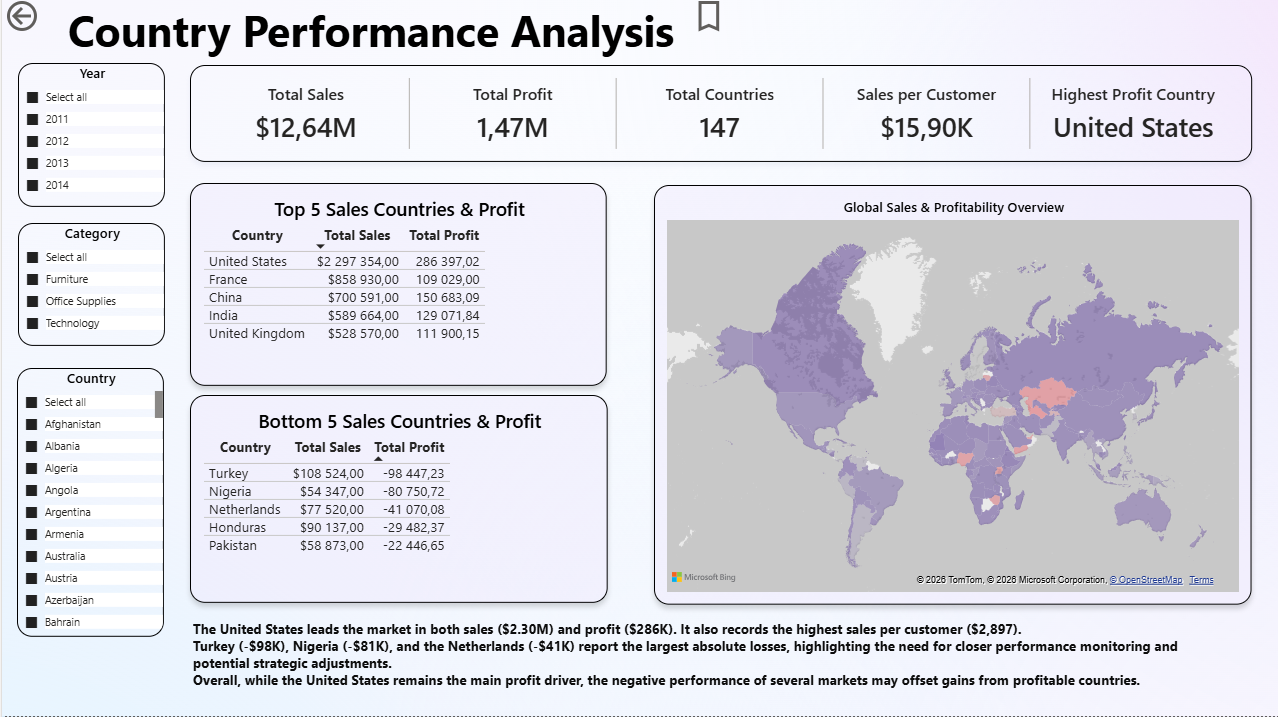 Country Performance Analysis
Year
Select all
2011
2012
2013
2014
Category
Select all
Furniture
Office Supplies
Technology
Country
Select all
Afghanistan
Albania
Algeria
Angola
Argentina
Armenia
Australia
Austria
Azerbaijan
Bahrain
Total Sales
$12,64M
Total Profit
1,47M
Total Countries
147
Sales per Customer
$15,90K
Highest Profit Country
United States
Top 5 Sales Countries & Profit
Country Total Sales Total Profit
United States $2 297 354,00 286 397,02
France $858 930,00 109 029,00
China $700 591,00 150 683,09
India $589 664,00 129 071,84
United Kingdom $528 570,00 111 900,15
Bottom 5 Sales Countries & Profit
Country Total Sales Total Profit
Turkey $108 524,00 -98 447,23
Nigeria $54 347,00 -80 750,72
Netherlands $77 520,00 -41 070,08
Honduras $90 137,00 -29 482,37
Pakistan $58 873,00 -22 446,65
Global Sales & Profitability Overview
Microsoft Bing
© 2026 TomTom, © 2026 Microsoft Corporation, © OpenStreetMap Terms
The United States leads the market in both sales ($2.30M) and profit ($286K). It also records the highest sales per customer ($2,897).
Turkey (-$98K), Nigeria (-$81K), and the Netherlands (-$41K) report the largest absolute losses, highlighting the need for closer performance monitoring and
potential strategic adjustments.
Overall, while the United States remains the main profit driver, the negative performance of several markets may offset gains from profitable countries.